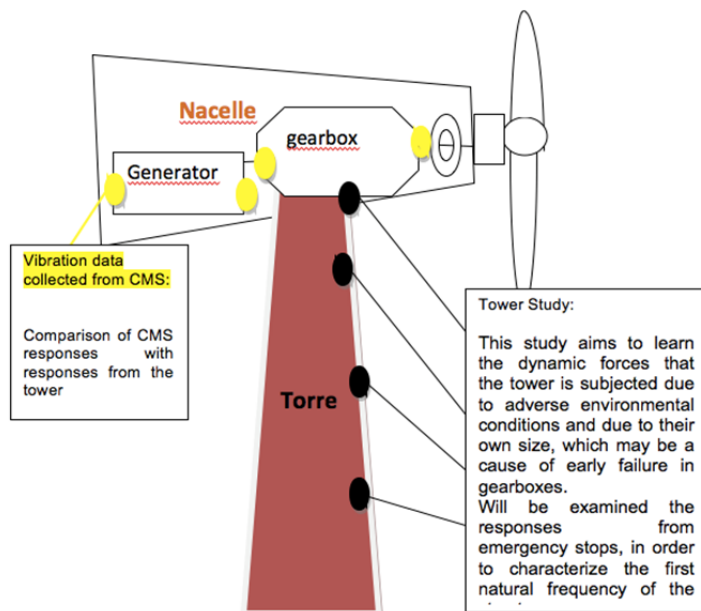 Nacelle
gearbox
Generator
Vibration data
collected from CMS:
Comparison of CMS
responses with
responses from the
tower
Torre
Tower Study:
This study aims to learn
the dynamic forces that
the tower is subjected due
to adverse environmental
conditions and due to their
own size, which may be a
cause of early failure in
gearboxes.
Will be examined the
responses from
emergency stops, in order
to characterize the first
natural frequency of the